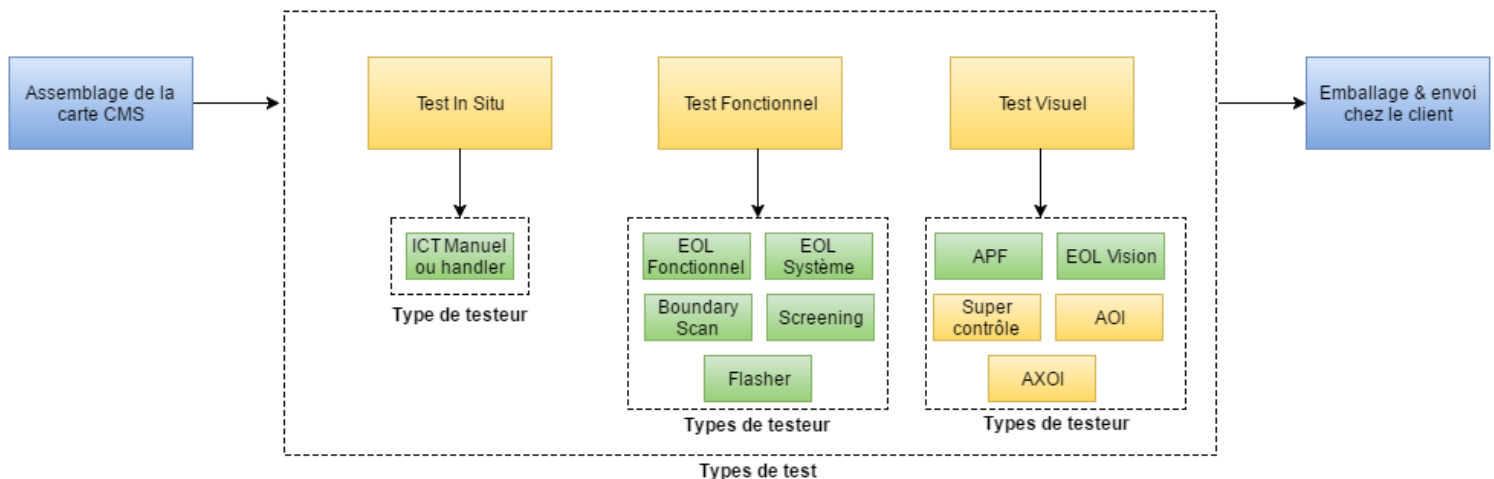 Assemblage de la
carte CMS
Test In Situ
Test Fonctionnel
Test Visuel
Emballage & envoi
chez le client
ICT Manuel
ou handler
Type de testeur
EOL
Fonctionnel
EOL
Système
Boundary
Scan
Screening
Flasher
Types de testeur
APF
EOL Vision
Super
contrôle
AOI
AXOI
Types de testeur
Types de test